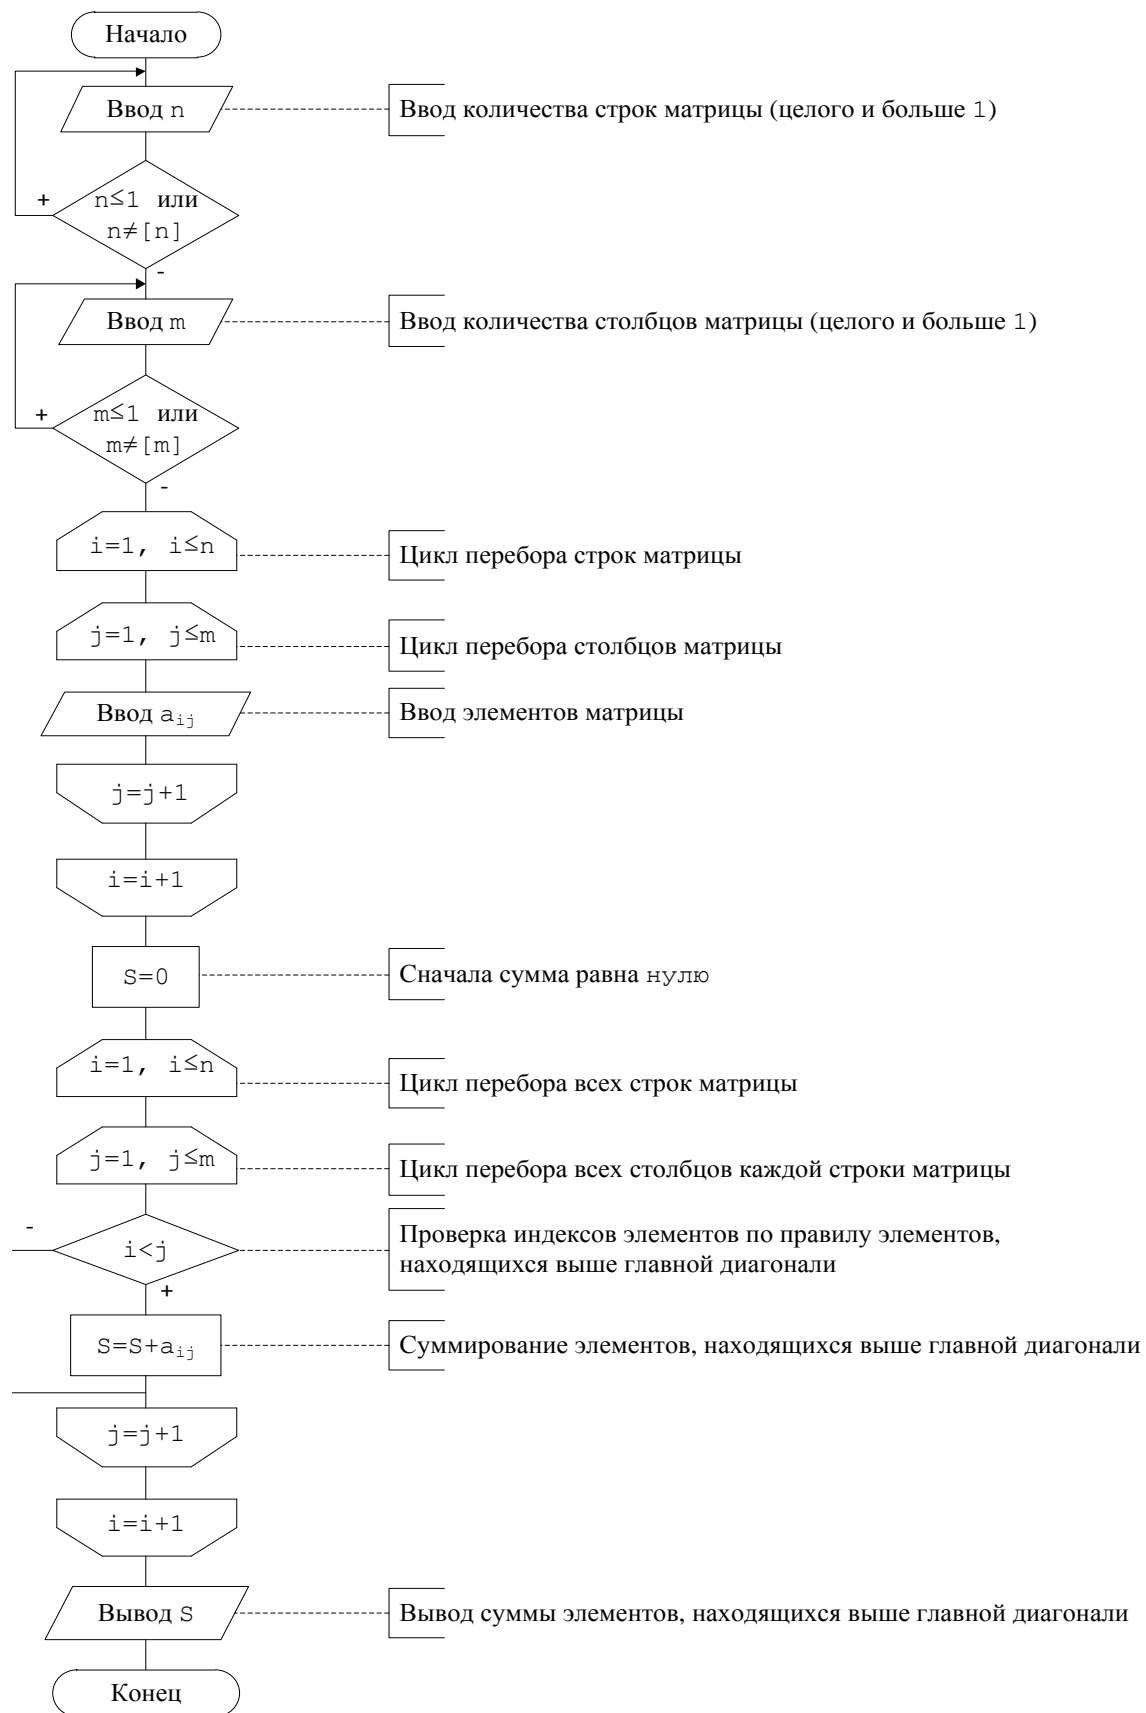 Начало
Ввод n
Ввод количества строк матрицы (целого и больше 1)
+
n≤1 или
n≠[n]
-
Ввод m
Ввод количества столбцов матрицы (целого и больше 1)
+
m≤1 или
m≠[m]
-
i=1, i≤n
Цикл перебора строк матрицы
j=1, j≤m
Цикл перебора столбцов матрицы
Ввод aij
Ввод элементов матрицы
j=j+1
i=i+1
S=0
Сначала сумма равна нулю
i=1, i≤n
Цикл перебора всех строк матрицы
j=1, j≤m
Цикл перебора всех столбцов каждой строки матрицы
-
i<j
Проверка индексов элементов по правилу элементов,
находящихся выше главной диагонали
+
S=S+aij
Суммирование элементов, находящихся выше главной диагонали
j=j+1
i=i+1
Вывод S
Вывод суммы элементов, находящихся выше главной диагонали
Конец